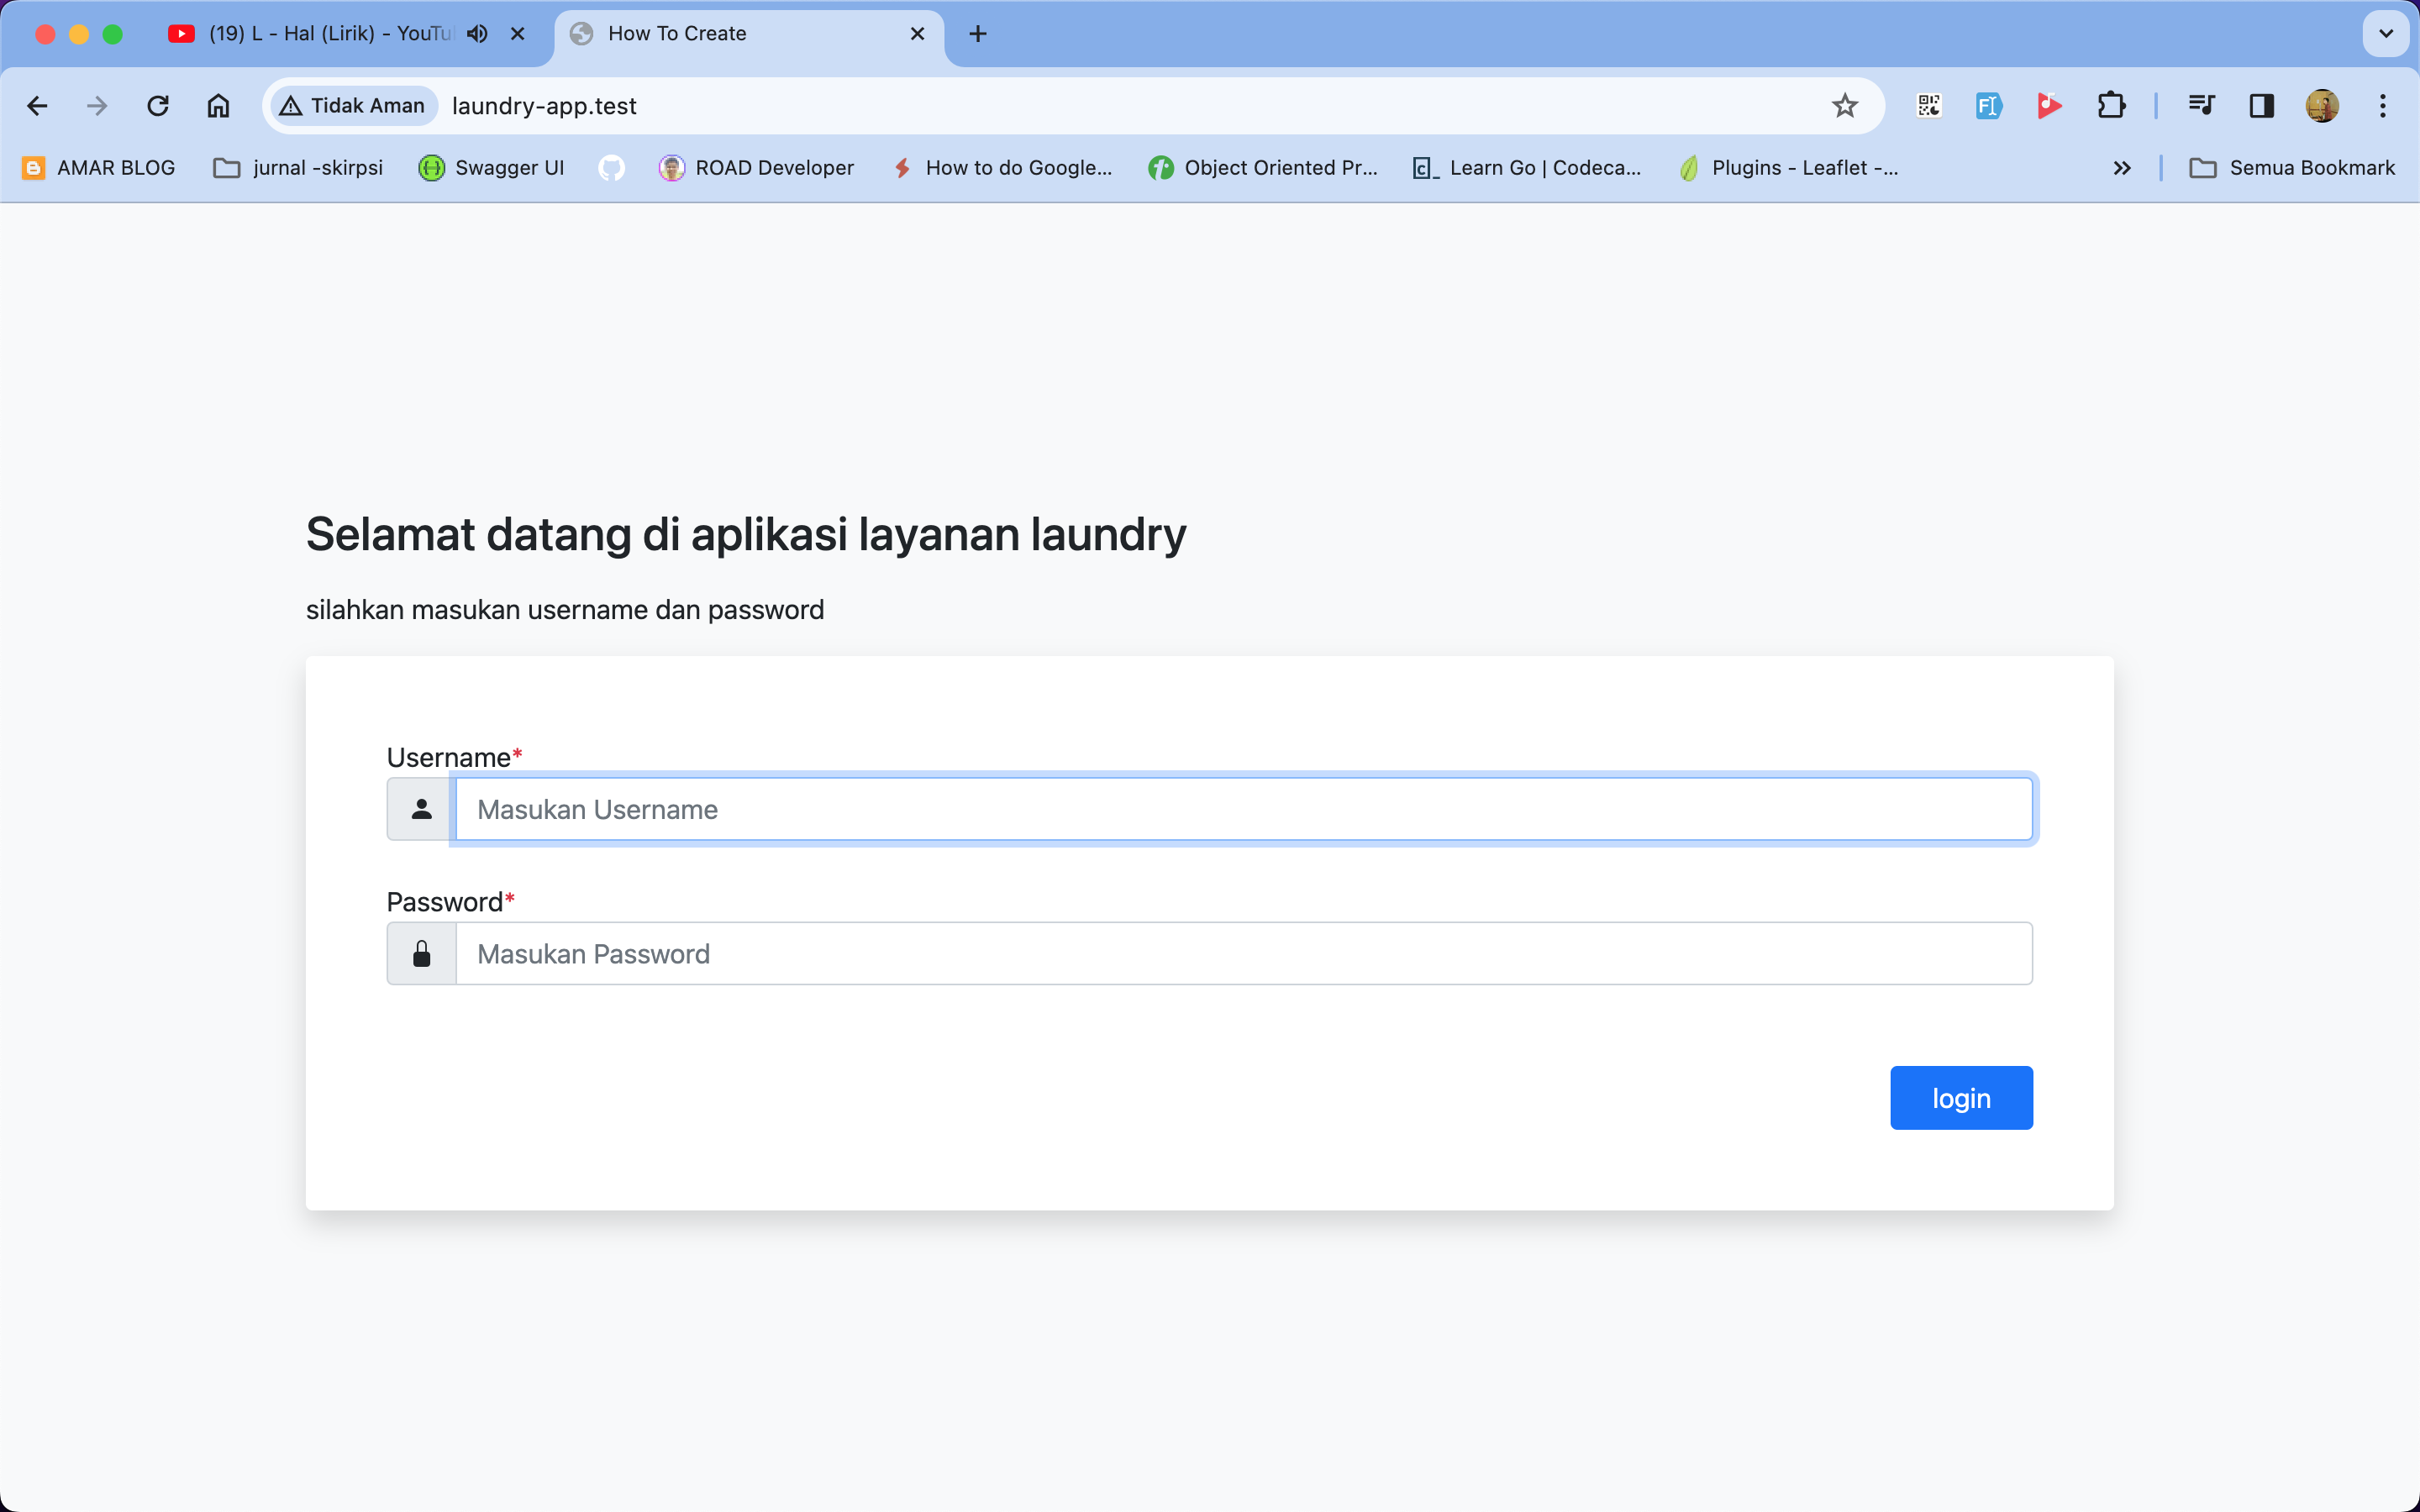 (19) L - Hal (Lirik) - YouTu
How To Create
Tidak Aman
laundry-app.test
AMAR BLOG
jurnal -skirpsi
Swagger UI
ROAD Developer
How to do Google...
Object Oriented Pr...
Learn Go | Codeca...
Plugins - Leaflet -...
Semua Bookmark
Selamat datang di aplikasi layanan laundry
silahkan masukan username dan password
Username*
Masukan Username
Password*
Masukan Password
login